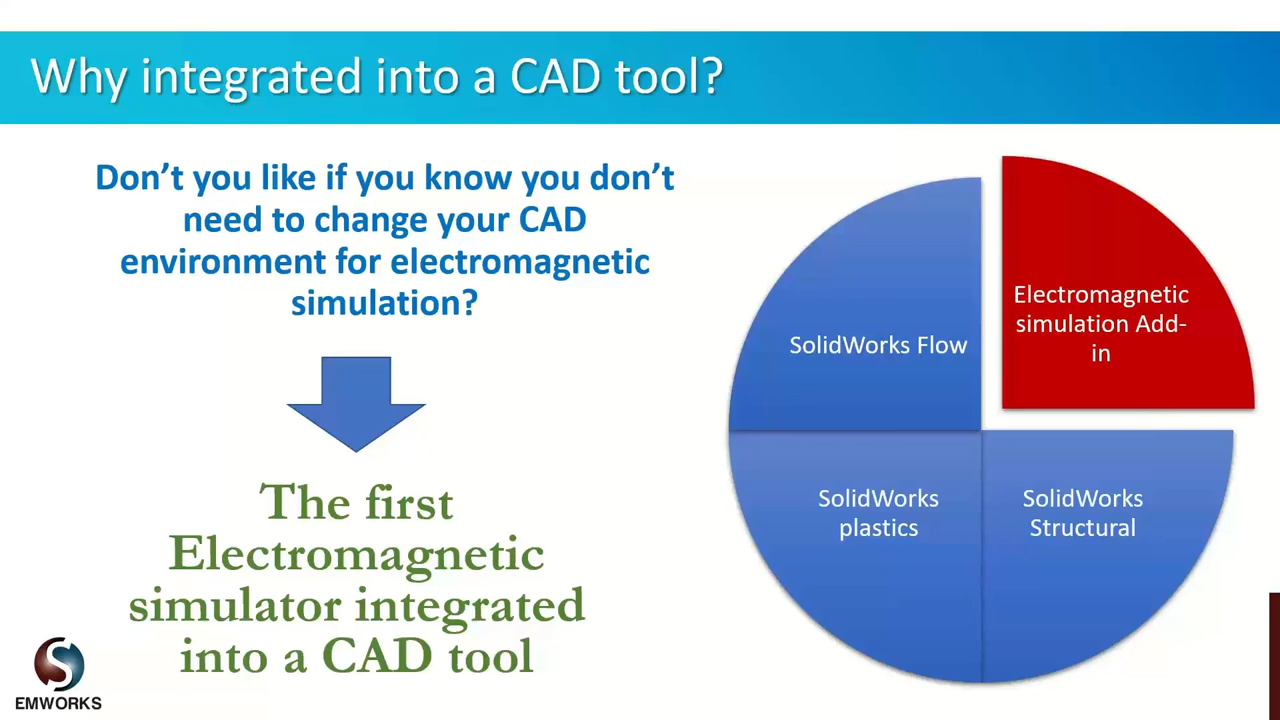 Why integrated into a CAD tool?
Don’t you like if you know you don’t
need to change your CAD
environment for electromagnetic
simulation?
The first
Electromagnetic
simulator integrated
into a CAD tool
Electromagnetic
simulation Add-
in
SolidWorks Flow
SolidWorks
plastics
SolidWorks
Structural
EMWORKS